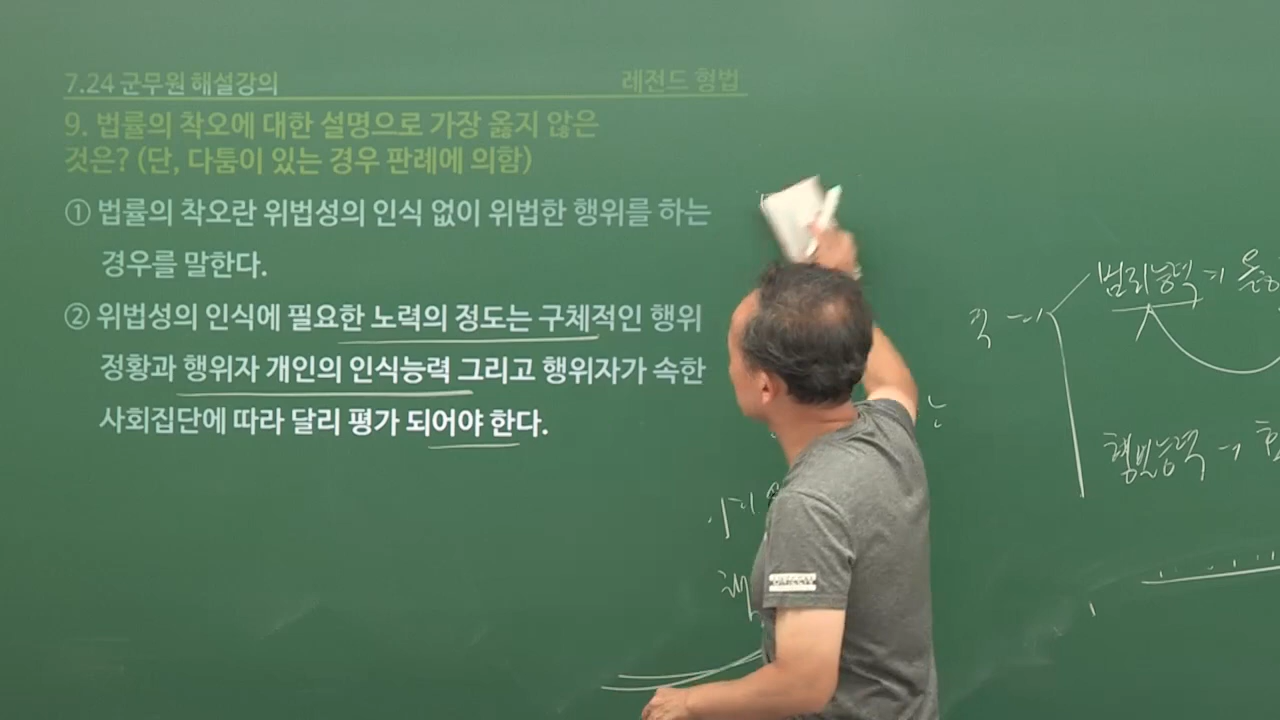 7.24 군무원 해설강의
레전드 형법
9. 법률의 착오에 대한 설명으로 가장 옳지 않은
것은? (단, 다툼이 있는 경우 판례에 의함)
① 법률의 착오란 위법성의 인식 없이 위법한 행위를 하는
경우를 말한다.
② 위법성의 인식에 필요한 노력의 정도는 구체적인 행위
정황과 행위자 개인의 인식능력 그리고 행위자가 속한
사회집단에 따라 달리 평가 되어야 한다.